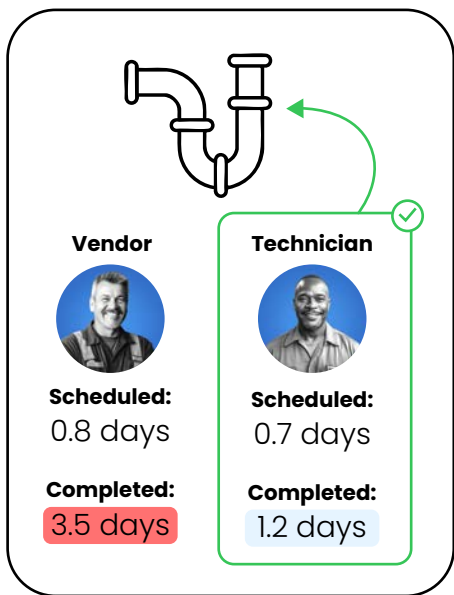 Vendor
Scheduled:
0.8 days
Completed:
3.5 days
Technician
Scheduled:
0.7 days
Completed:
1.2 days